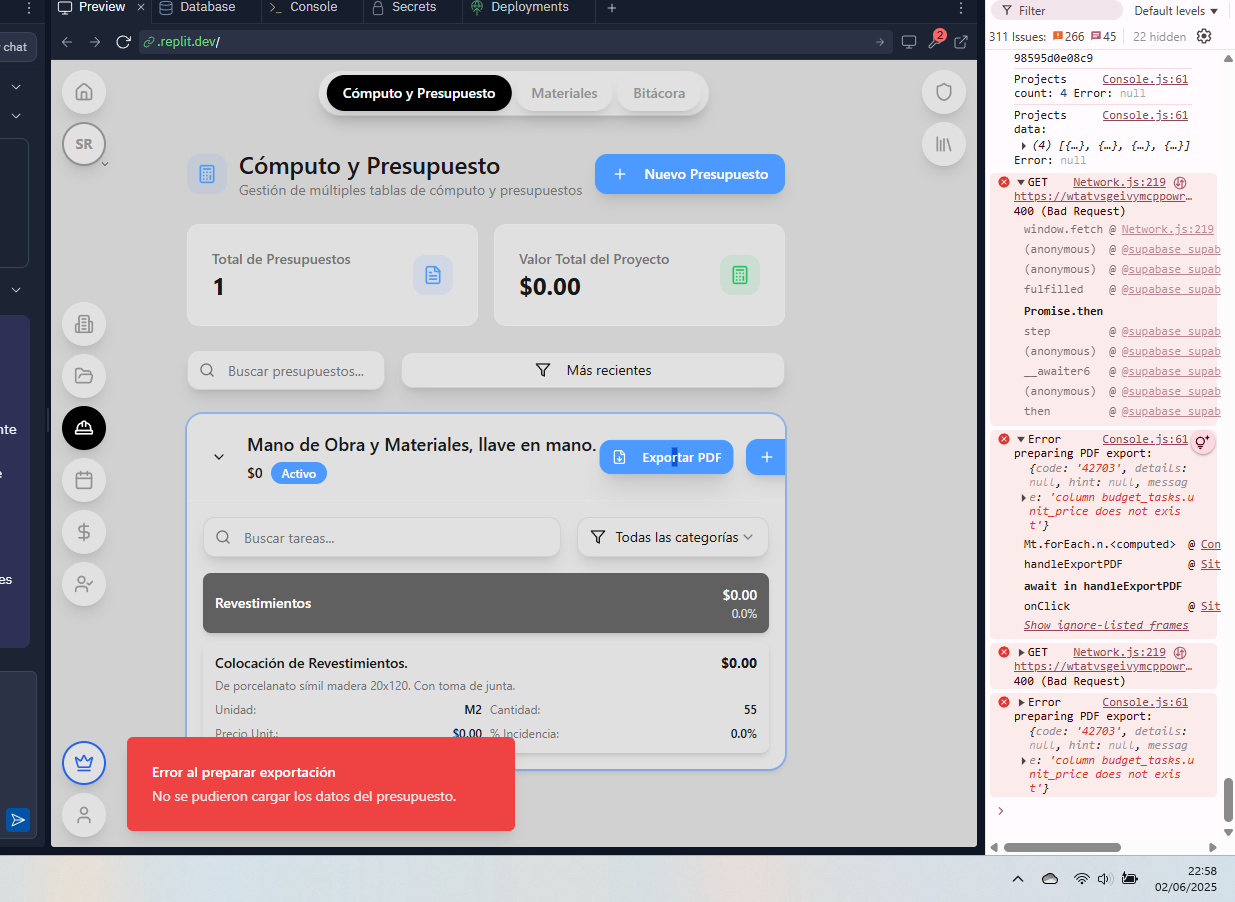 Preview
Database
Console
Secrets
Deployments
chat
.replit.dev/
2
Cómputo y Presupuesto
Materiales
Bitácora
SR
Cómputo y Presupuesto
Gestión de múltiples tablas de cómputo y presupuestos
+ Nuevo Presupuesto
Total de Presupuestos
1
Valor Total del Proyecto
$0.00
Buscar presupuestos...
Más recientes
Mano de Obra y Materiales, llave en mano.
$0 Activo
Exportar PDF
+
Buscar tareas...
Todas las categorías
Revestimientos
$0.00
0.0%
Colocación de Revestimientos.
$0.00
De porcelanato símil madera 20x120. Con toma de junta.
Unidad: M2 Cantidad: 55
Precio Unit.: $0.00 % Incidencia: 0.0%
Error al preparar exportación
No se pudieron cargar los datos del presupuesto.
nte
e
es
Filter
Default levels
311 Issues: 266 45 22 hidden
98595d0e08c9
Projects Console.js:61
count: 4 Error: null
Projects Console.js:61
data:
(4) [{…}, {…}, {…}, {…}]
Error: null
GET Network.js:219
https://wtatvsgeivymcppowr…
400 (Bad Request)
window.fetch @ Network.js:219
(anonymous) @ @supabase_supab
(anonymous) @ @supabase_supab
fulfilled @ @supabase_supab
Promise.then
step @ @supabase_supab
(anonymous) @ @supabase_supab
__awaiter6 @ @supabase_supab
(anonymous) @ @supabase_supab
then @ @supabase_supab
Error Console.js:61
preparing PDF export:
{code: '42703', details:
null, hint: null, messag
e: 'column budget_tasks.u
nit_price does not exis
t'}
Mt.forEach.n.<computed> @ Con
handleExportPDF @ Sit
await in handleExportPDF
onClick @ Sit
Show ignore-listed frames
GET Network.js:219
https://wtatvsgeivymcppowr…
400 (Bad Request)
Error Console.js:61
preparing PDF export:
{code: '42703', details:
null, hint: null, messag
e: 'column budget_tasks.u
nit_price does not exis
t'}
22:58
02/06/2025